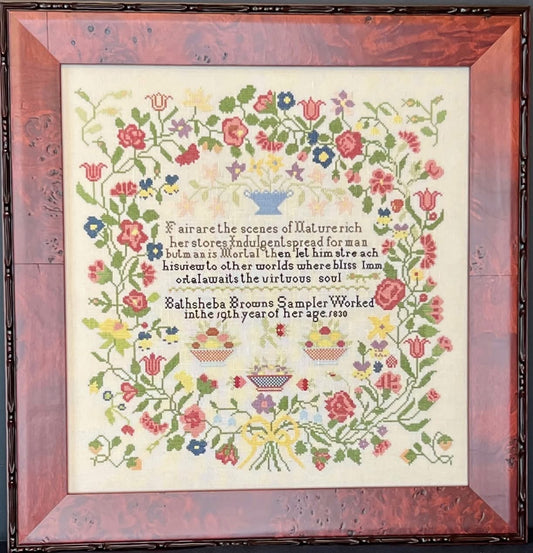 Fair are the scenes of Nature rich
her stores Indulgent spread for man
but man is Mortal then let him stre ach
his view to other worlds where bliss Imm
ortal awaits the virtuous soul
Bathsheba Browns Sampler Worked
in the 19th year of her age 1830